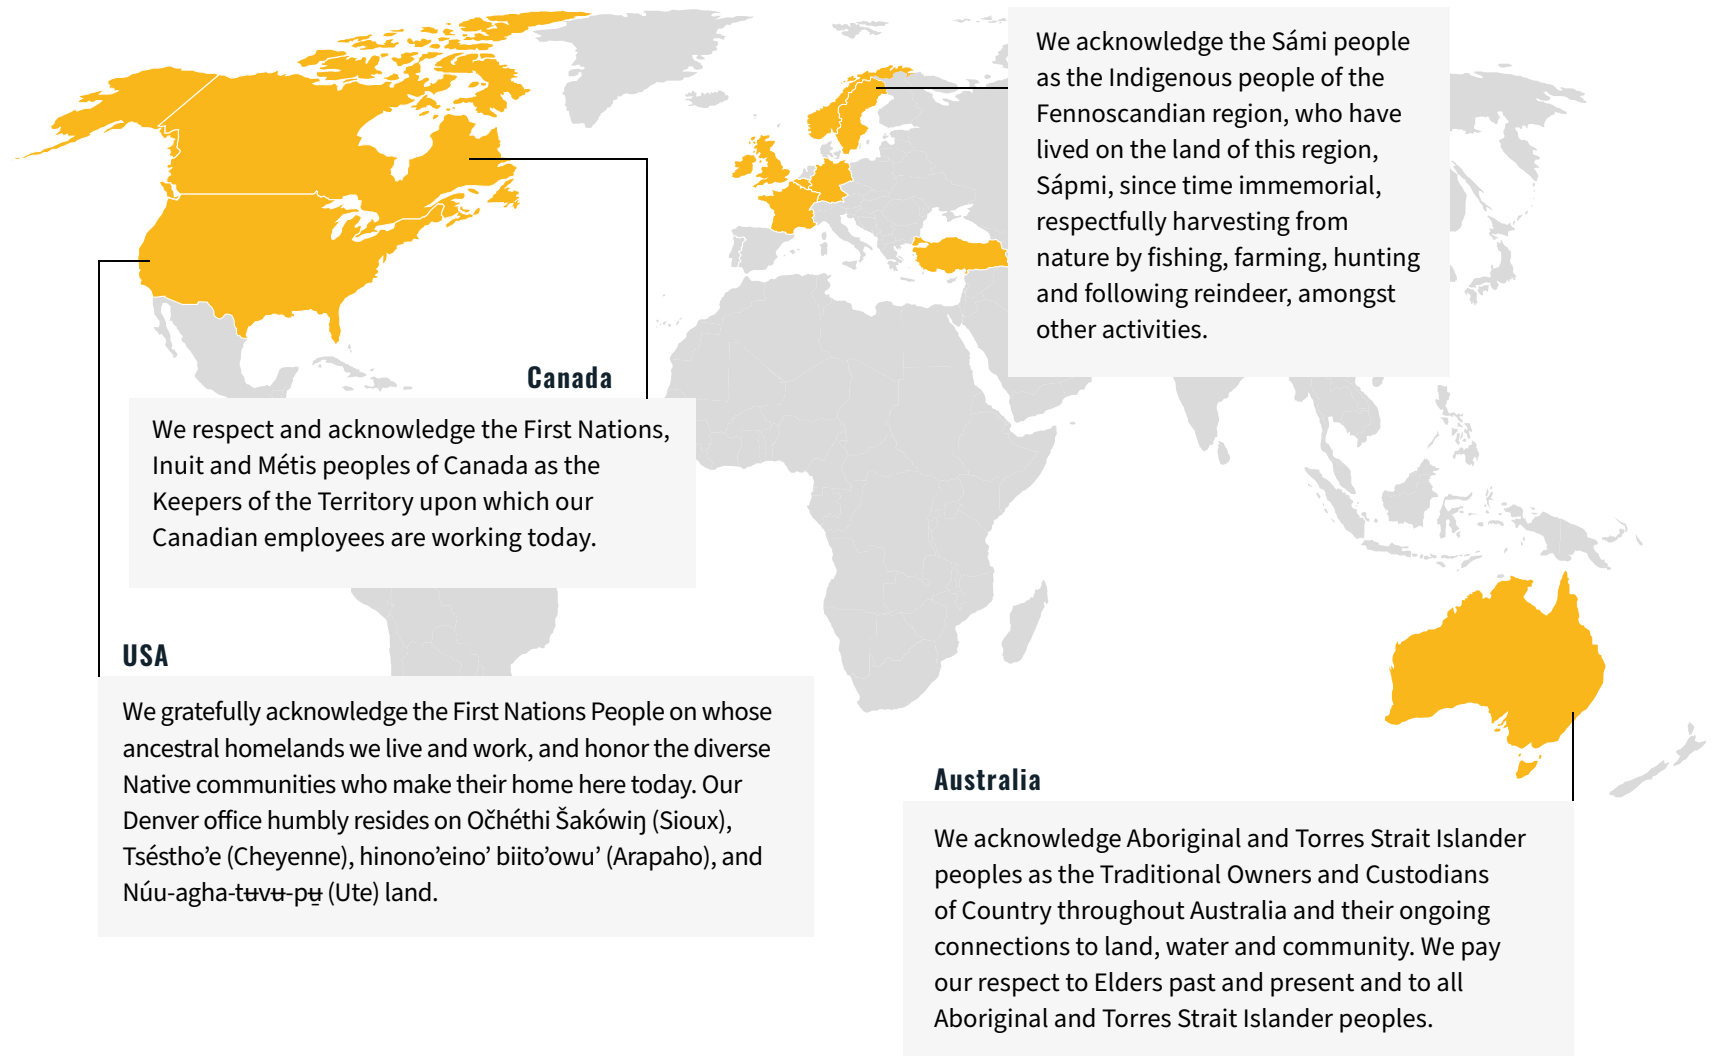 We acknowledge the Sámi people
as the Indigenous people of the
Fennoscandian region, who have
lived on the land of this region,
Sápmi, since time immemorial,
respectfully harvesting from
nature by fishing, farming, hunting
and following reindeer, amongst
other activities.
Canada
We respect and acknowledge the First Nations,
Inuit and Métis peoples of Canada as the
Keepers of the Territory upon which our
Canadian employees are working today.
USA
We gratefully acknowledge the First Nations People on whose
ancestral homelands we live and work, and honor the diverse
Native communities who make their home here today. Our
Denver office humbly resides on Očhéthi Šakówiŋ (Sioux),
Tséstho’e (Cheyenne), hinono’eino’ biito’owu’ (Arapaho), and
Núu-agha-tʉvʉ-pʉ̱ (Ute) land.
Australia
We acknowledge Aboriginal and Torres Strait Islander
peoples as the Traditional Owners and Custodians
of Country throughout Australia and their ongoing
connections to land, water and community. We pay
our respect to Elders past and present and to all
Aboriginal and Torres Strait Islander peoples.